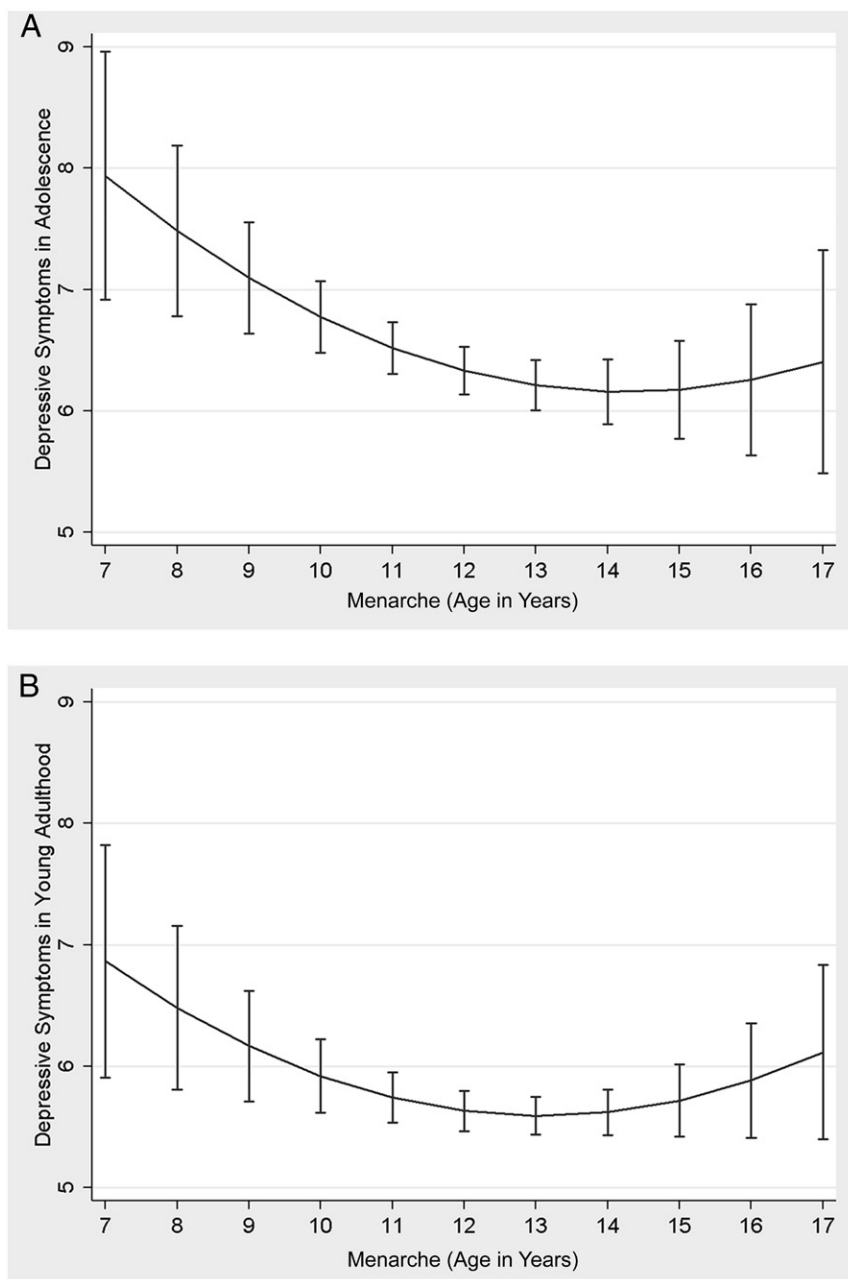 A
9
8
7
6
5
Depressive Symptoms in Adolescence
7 8 9 10 11 12 13 14 15 16 17
Menarche (Age in Years)
B
9
8
7
6
5
Depressive Symptoms in Young Adulthood
7 8 9 10 11 12 13 14 15 16 17
Menarche (Age in Years)